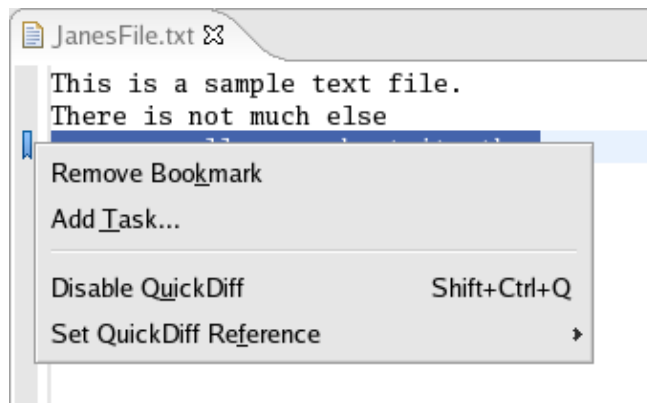 JanesFile.txt
This is a sample text file.
There is not much else
Remove Bookmark
Add Task...
Disable QuickDiff Shift+Ctrl+Q
Set QuickDiff Reference